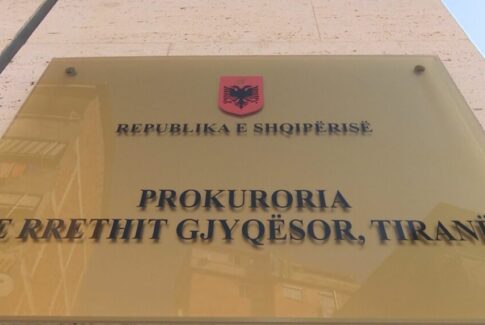 REPUBLIKA E SHQIPËRISË
PROKURORIA
E RRETHIT GJYQËSOR, TIRANË